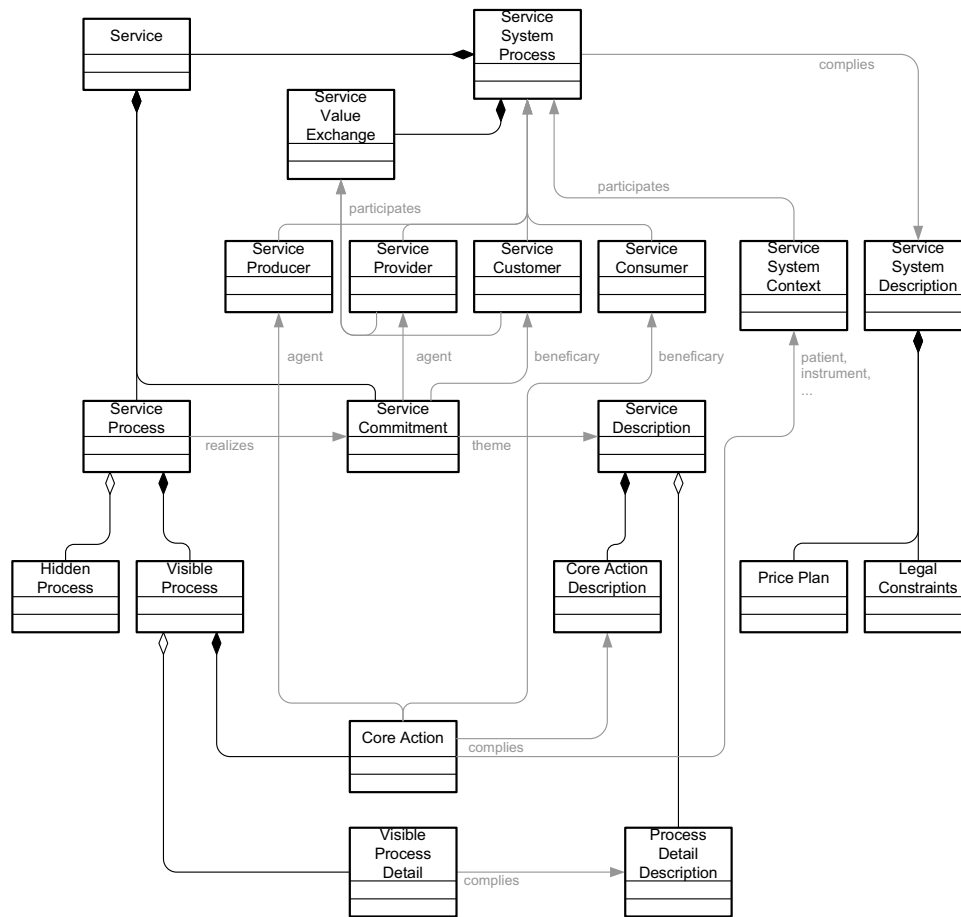 Service
Service
System
Process
complies
Service
Value
Exchange
participates
participates
Service
Producer
Service
Provider
Service
Customer
Service
Consumer
Service
System
Context
Service
System
Description
agent
agent
beneficary
beneficary
patient,
instrument,
...
Service
Process
realizes
Service
Commitment
theme
Service
Description
Hidden
Process
Visible
Process
Core Action
Description
Price Plan
Legal
Constraints
Core Action
complies
Visible
Process
Detail
complies
Process
Detail
Description